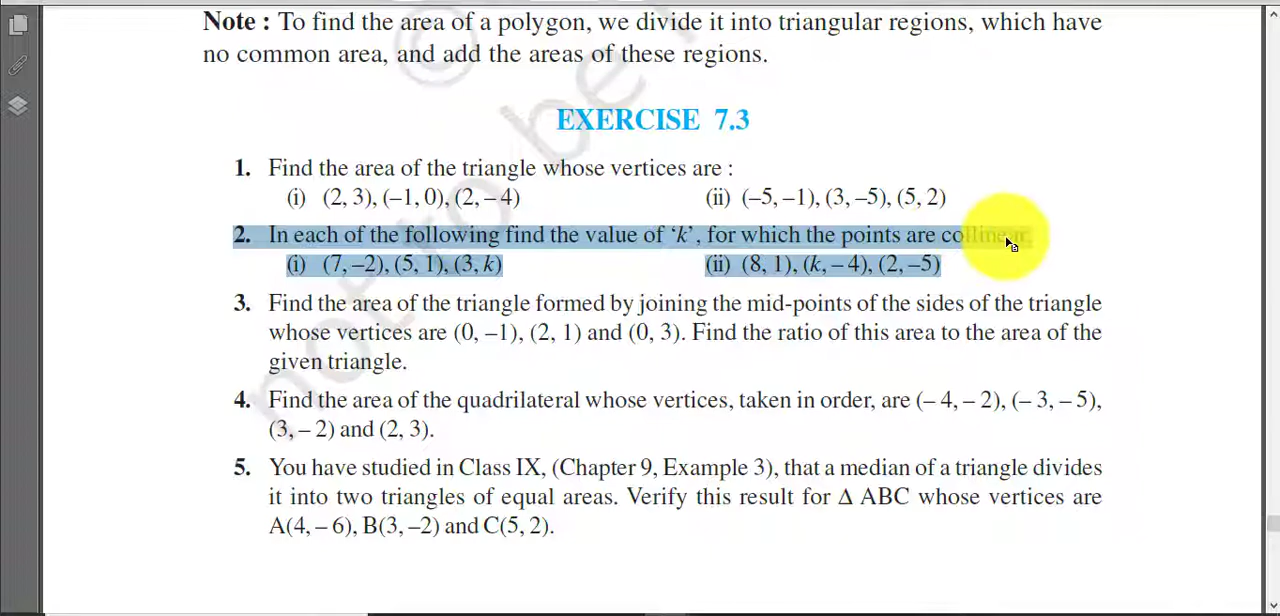 Note : To find the area of a polygon, we divide it into triangular regions, which have
no common area, and add the areas of these regions.
EXERCISE 7.3
1. Find the area of the triangle whose vertices are :
(i) (2, 3), (–1, 0), (2, – 4) (ii) (–5, –1), (3, –5), (5, 2)
2. In each of the following find the value of ‘k’, for which the points are collinear.
(i) (7, –2), (5, 1), (3, k) (ii) (8, 1), (k, – 4), (2, –5)
3. Find the area of the triangle formed by joining the mid-points of the sides of the triangle
whose vertices are (0, –1), (2, 1) and (0, 3). Find the ratio of this area to the area of the
given triangle.
4. Find the area of the quadrilateral whose vertices, taken in order, are (– 4, – 2), (– 3, – 5),
(3, – 2) and (2, 3).
5. You have studied in Class IX, (Chapter 9, Example 3), that a median of a triangle divides
it into two triangles of equal areas. Verify this result for Δ ABC whose vertices are
A(4, – 6), B(3, –2) and C(5, 2).
© not to be